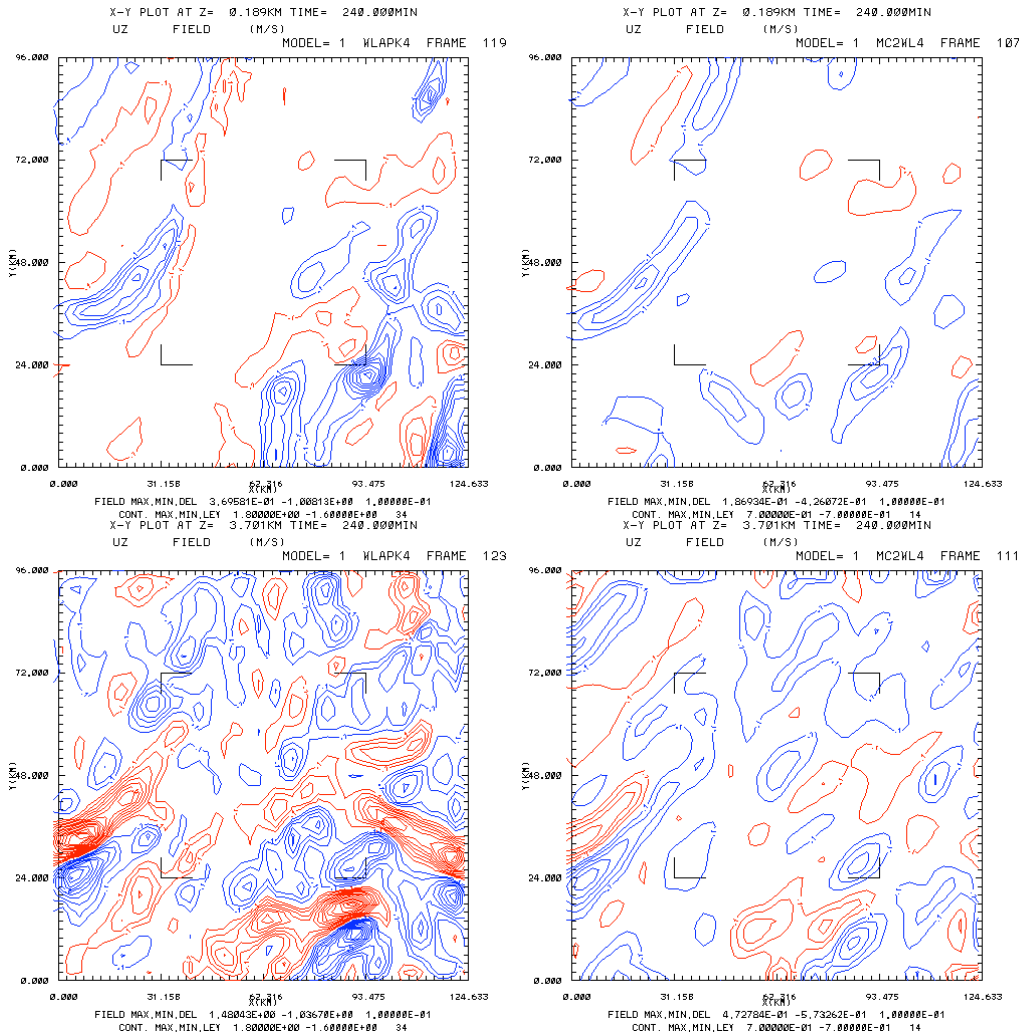 X-Y PLOT AT Z= 0.189KM TIME= 240.000MIN
UZ FIELD (M/S)
MODEL= 1 WLAPK4 FRAME 119
96.000
72.000
48.000
24.000
0.000
Y(KM)
0.000 31.158 62.316 93.475 124.633
X(KM)
FIELD MAX,MIN,DEL 3.69581E-01 -1.00813E+00 1.00000E-01
CONT. MAX,MIN,LEV 1.80000E+00 -1.60000E+00 34
X-Y PLOT AT Z= 0.189KM TIME= 240.000MIN
UZ FIELD (M/S)
MODEL= 1 MC2WL4 FRAME 107
96.000
72.000
48.000
24.000
0.000
Y(KM)
0.000 31.158 62.316 93.475 124.633
X(KM)
FIELD MAX,MIN,DEL 1.86934E-01 -4.26072E-01 1.00000E-01
CONT. MAX,MIN,LEV 7.00000E-01 -7.00000E-01 14
X-Y PLOT AT Z= 3.701KM TIME= 240.000MIN
UZ FIELD (M/S)
MODEL= 1 WLAPK4 FRAME 123
96.000
72.000
48.000
24.000
0.000
Y(KM)
0.000 31.158 62.316 93.475 124.633
X(KM)
FIELD MAX,MIN,DEL 1.48043E+00 -1.03670E+00 1.00000E-01
CONT. MAX,MIN,LEV 1.80000E+00 -1.60000E+00 34
X-Y PLOT AT Z= 3.701KM TIME= 240.000MIN
UZ FIELD (M/S)
MODEL= 1 MC2WL4 FRAME 111
96.000
72.000
48.000
24.000
0.000
Y(KM)
0.000 31.158 62.316 93.475 124.633
X(KM)
FIELD MAX,MIN,DEL 4.72784E-01 -5.73262E-01 1.00000E-01
CONT. MAX,MIN,LEV 7.00000E-01 -7.00000E-01 14